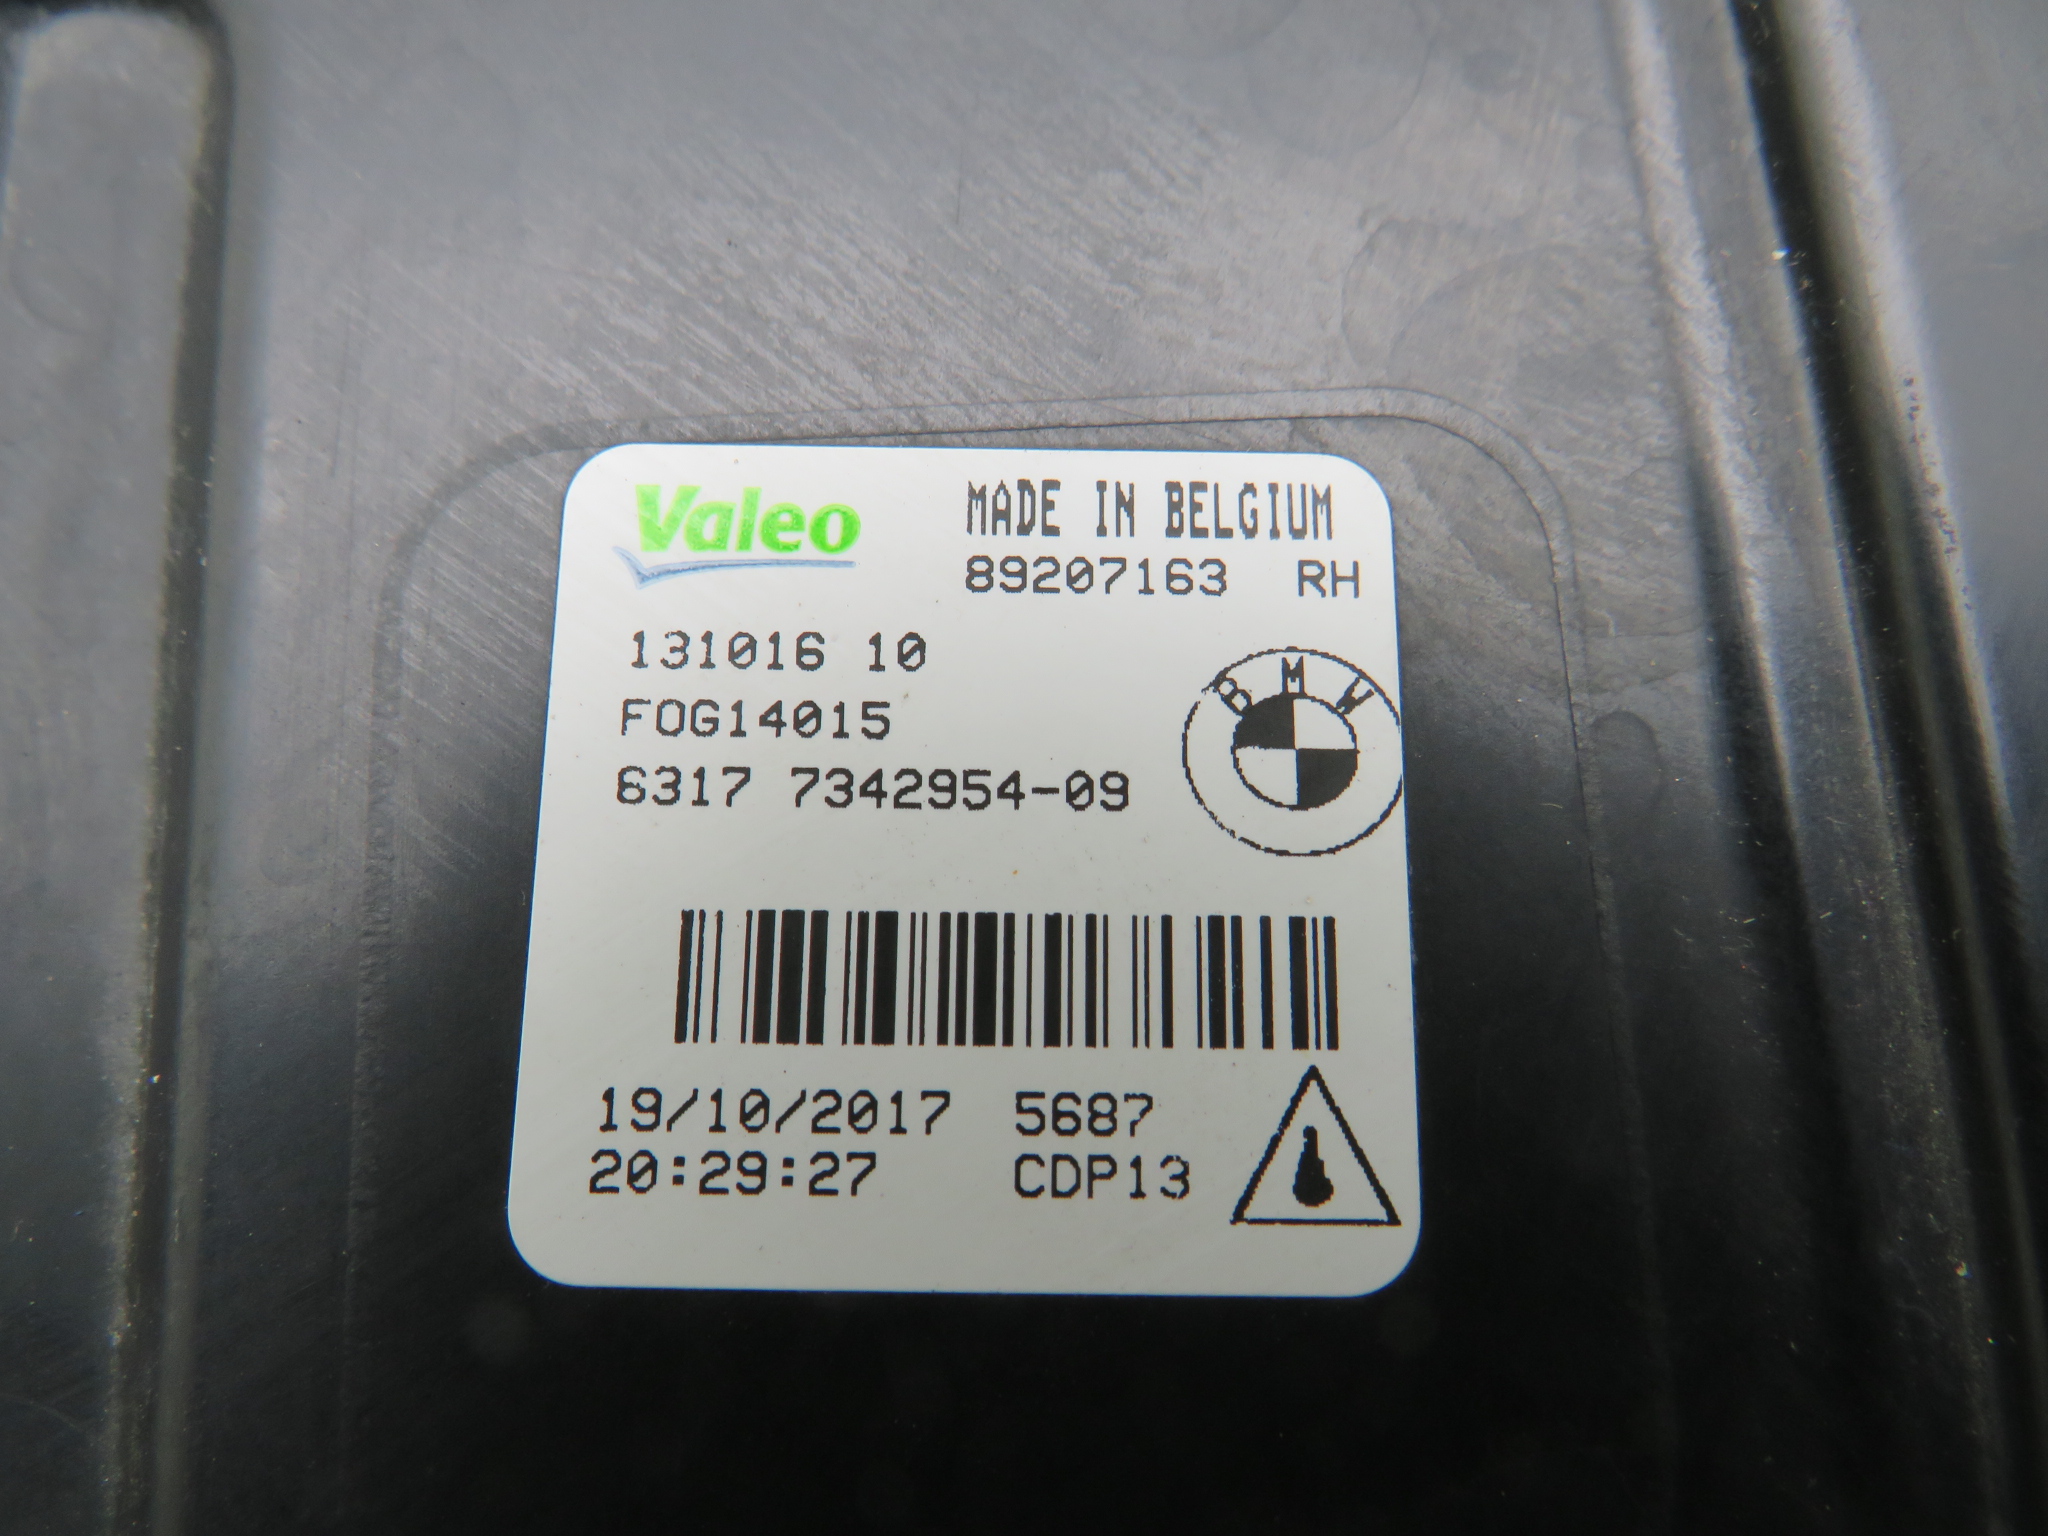 Valeo
MADE IN BELGIUM
89207163 RH
131016 10
FOG14015
6317 7342954-09
BMW
19/10/2017 5687
20:29:27 CDP13